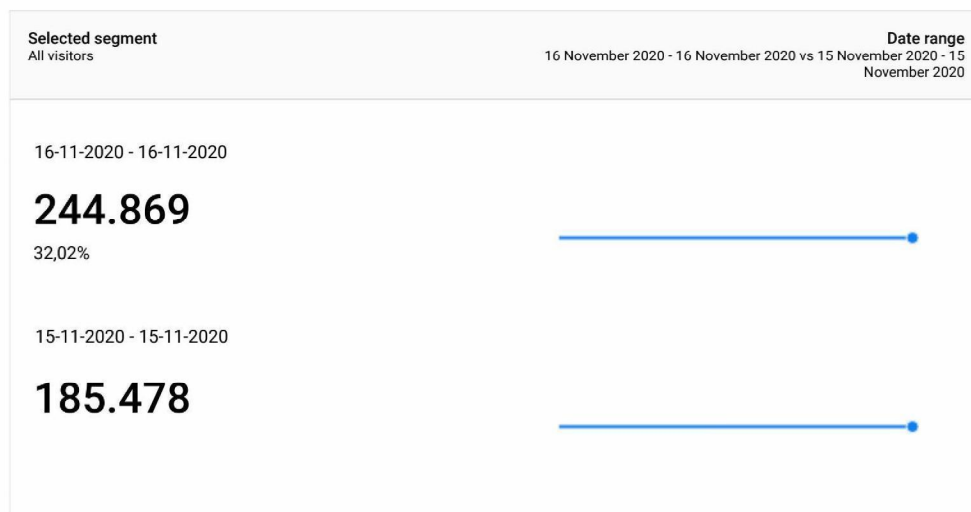 Selected segment
All visitors
Date range
16 November 2020 - 16 November 2020 vs 15 November 2020 - 15
November 2020
16-11-2020 - 16-11-2020
244.869
32,02%
15-11-2020 - 15-11-2020
185.478